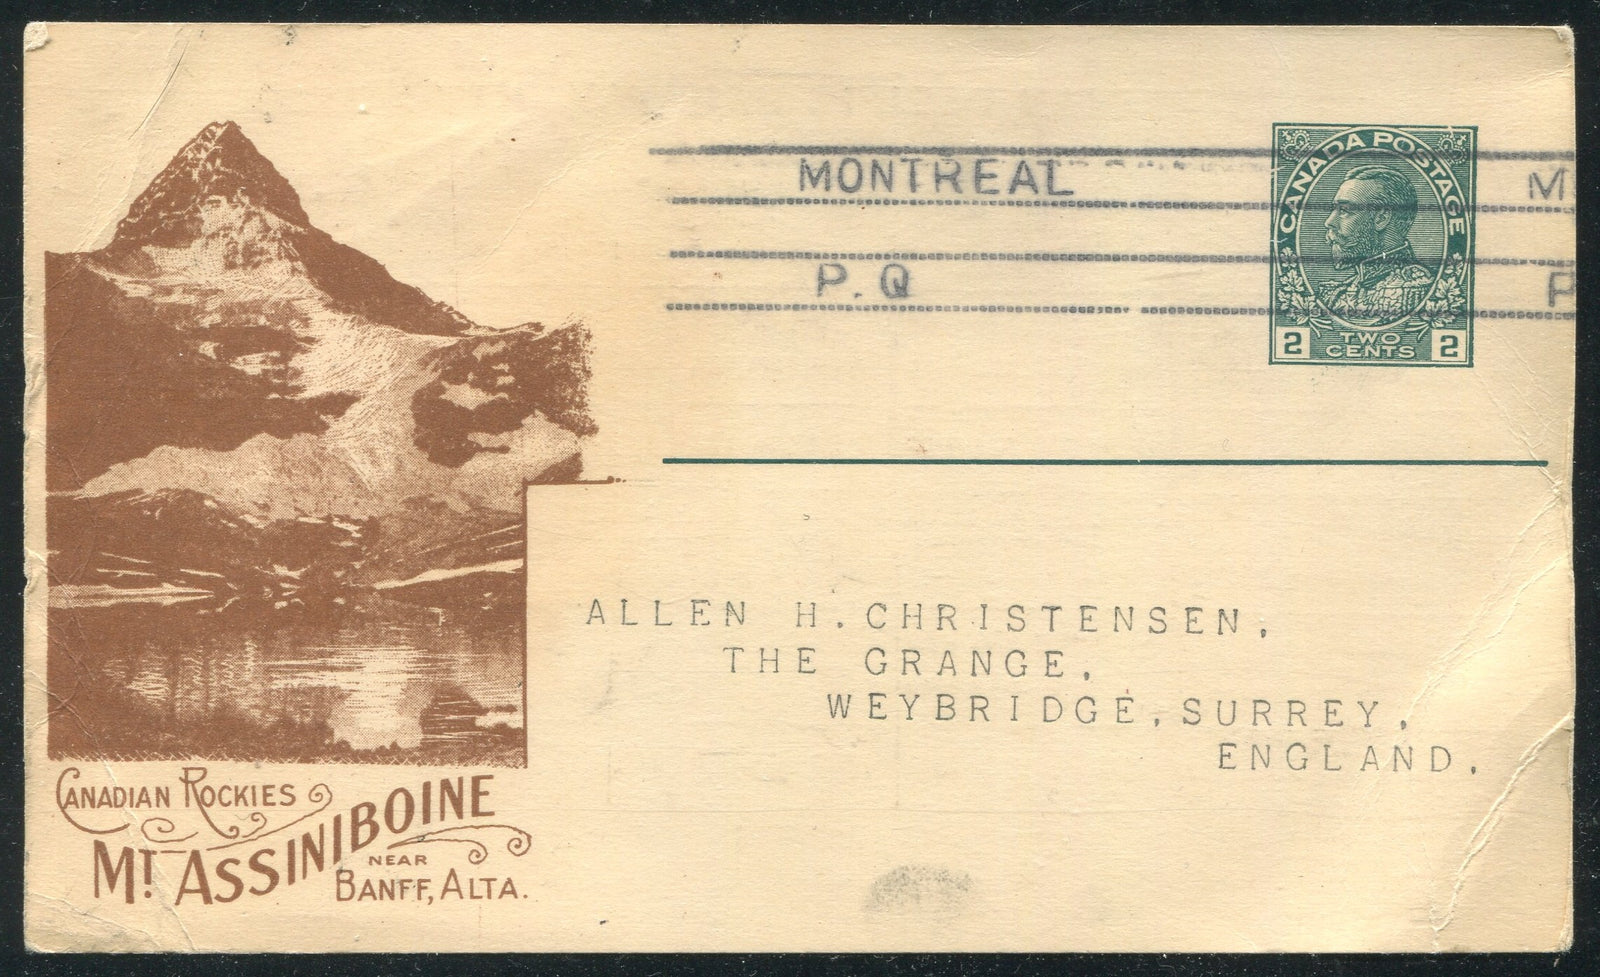 MONTREAL
P.Q
M
P
CANADA POSTAGE
2 TWO CENTS 2
ALLEN H. CHRISTENSEN,
THE GRANGE,
WEYBRIDGE, SURREY,
ENGLAND.
CANADIAN ROCKIES
MT. ASSINIBOINE
NEAR
BANFF, ALTA.